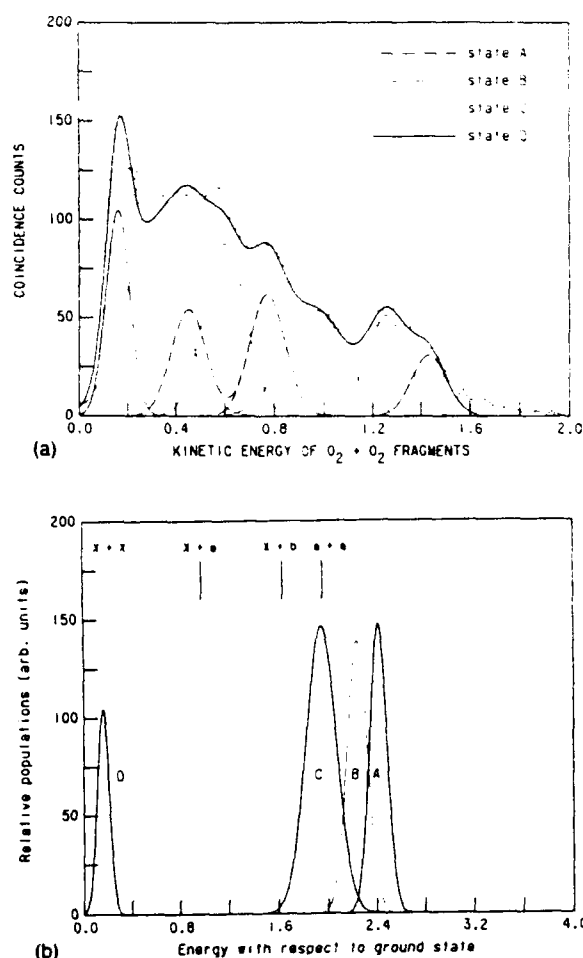 200
150
100
50
0
COINCIDENCE COUNTS
state A
state B
state C
state D
0.0 0.4 0.8 1.2 1.6 2.0
(a) KINETIC ENERGY OF O2 + O2 FRAGMENTS
200
150
100
50
0
Relative populations (arb. units)
X + X X + a X + b a + a
D C B A
0.0 0.8 1.6 2.4 3.2 4.0
(b) Energy with respect to ground state